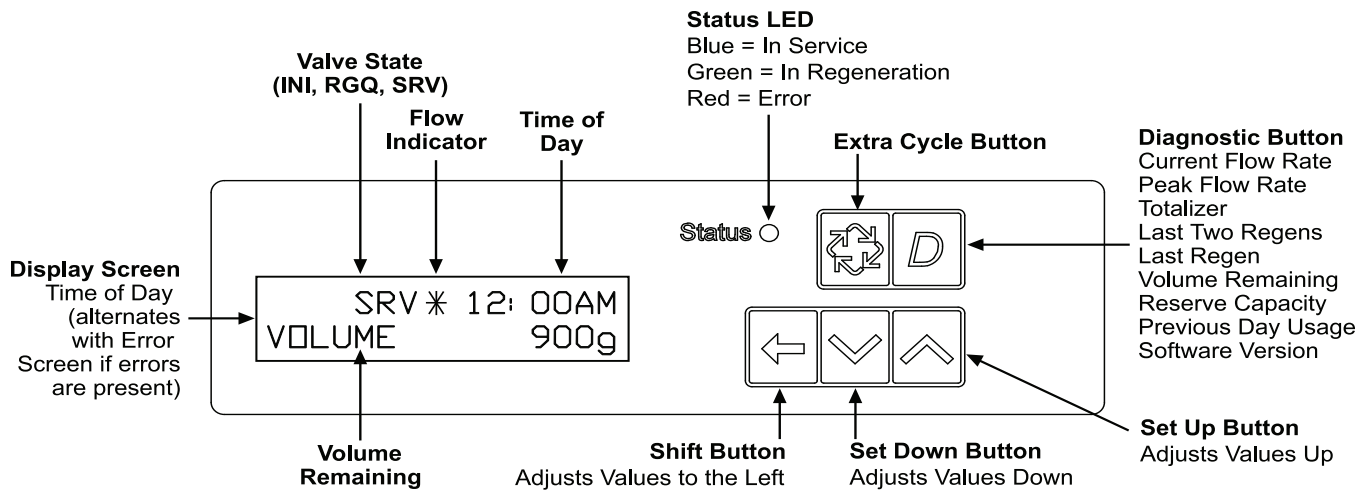 Status LED
Blue = In Service
Green = In Regeneration
Red = Error
Valve State
(INI, RGQ, SRV)
Flow
Indicator
Time of
Day
Extra Cycle Button
Diagnostic Button
Current Flow Rate
Peak Flow Rate
Totalizer
Last Two Regens
Last Regen
Volume Remaining
Reserve Capacity
Previous Day Usage
Software Version
Status
D
Display Screen
Time of Day
(alternates
with Error
Screen if errors
are present)
SRV* 12:00AM
VOLUME 900g
Volume
Remaining
Shift Button
Adjusts Values to the Left
Set Down Button
Adjusts Values Down
Set Up Button
Adjusts Values Up